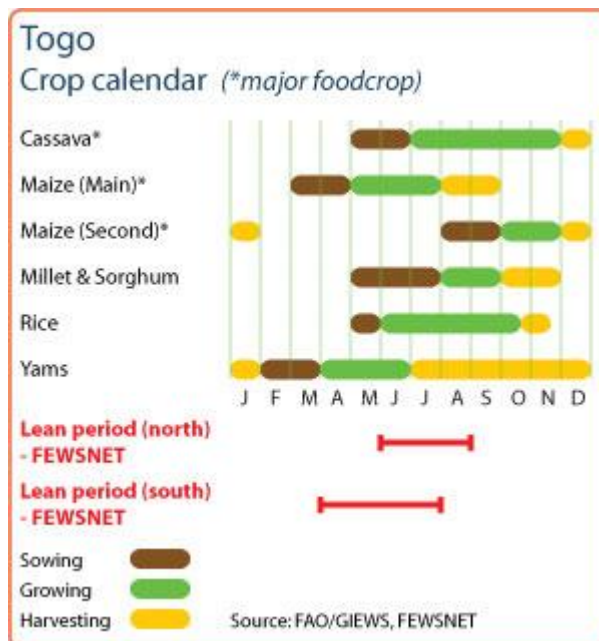 Togo
Crop calendar (*major foodcrop)
Cassava*
Maize (Main)*
Maize (Second)*
Millet & Sorghum
Rice
Yams
J F M A M J J A S O N D
Lean period (north)
- FEWSNET
Lean period (south)
- FEWSNET
Sowing
Growing
Harvesting
Source: FAO/GIEWS, FEWSNET